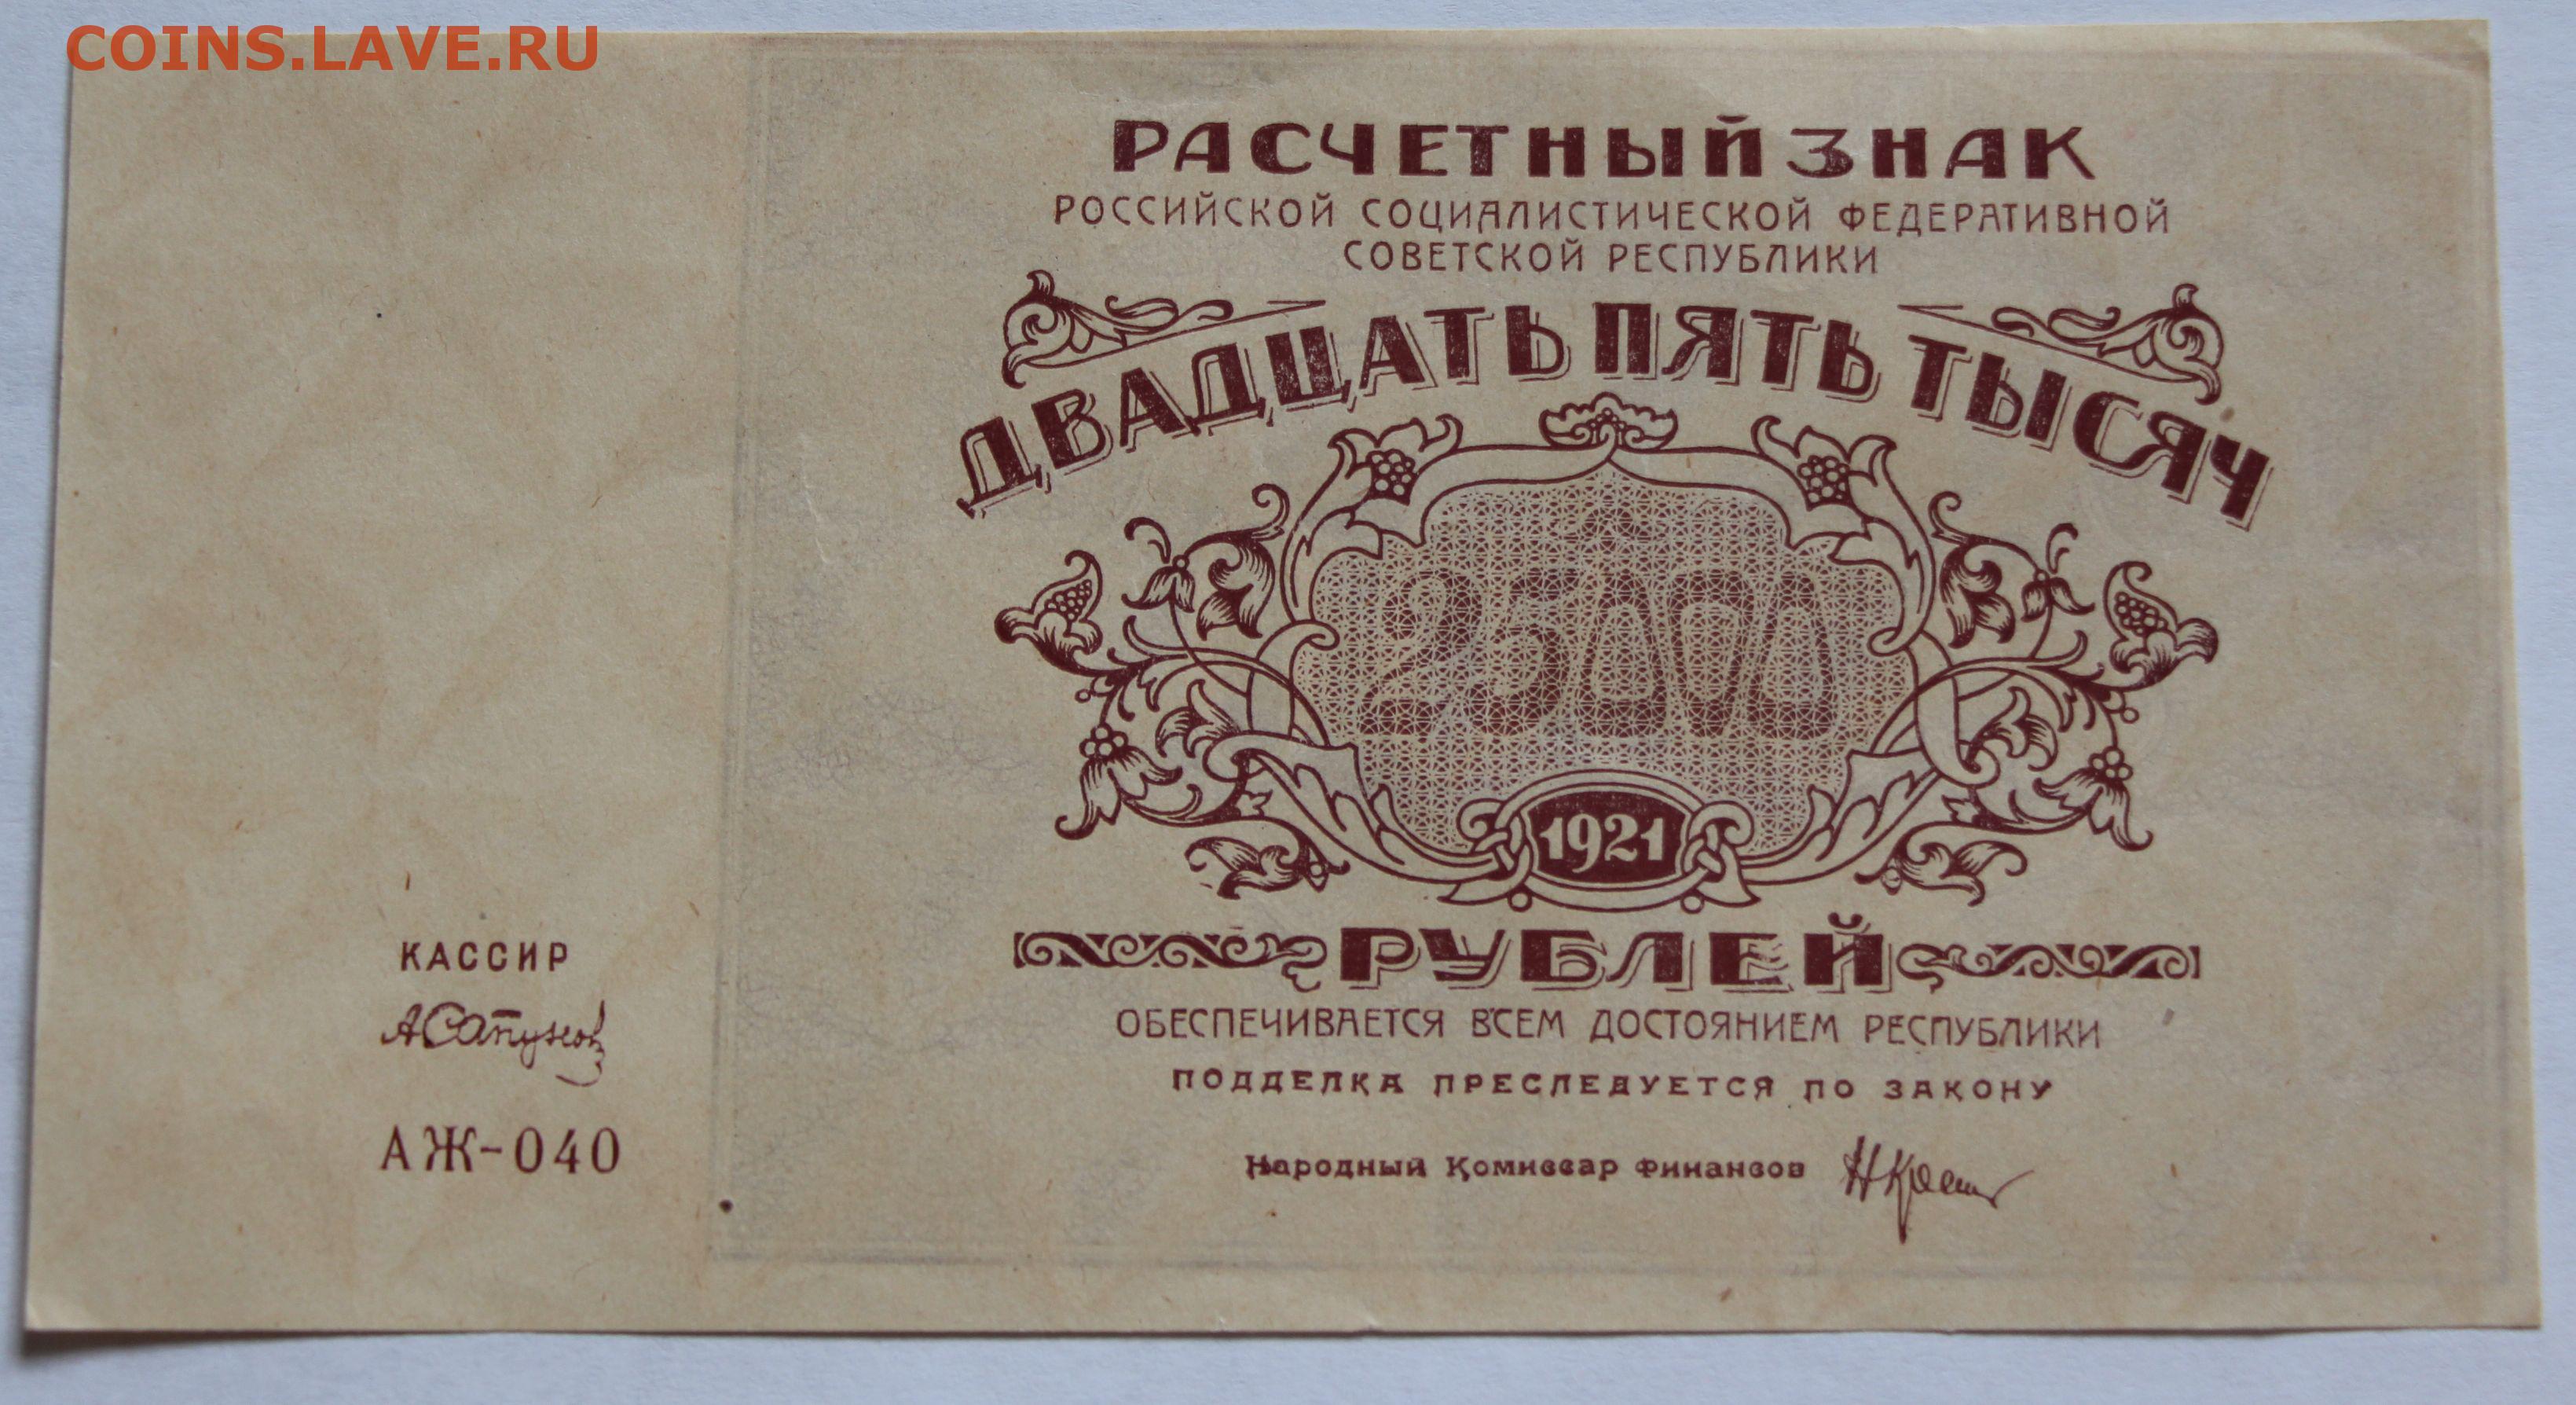 COINS.LAVE.RU
РАСЧЕТНЫЙ ЗНАК
РОССИЙСКОЙ СОЦИАЛИСТИЧЕСКОЙ ФЕДЕРАТИВНОЙ
СОВЕТСКОЙ РЕСПУБЛИКИ
ДВАДЦАТЬ ПЯТЬ ТЫСЯЧ
25000
1921
РУБЛЕЙ
ОБЕСПЕЧИВАЕТСЯ ВСЕМ ДОСТОЯНИЕМ РЕСПУБЛИКИ
ПОДДЕЛКА ПРЕСЛЕДУЕТСЯ ПО ЗАКОНУ
Народный Комиссар Финансов
КАССИР
АСапунов
АЖ-040